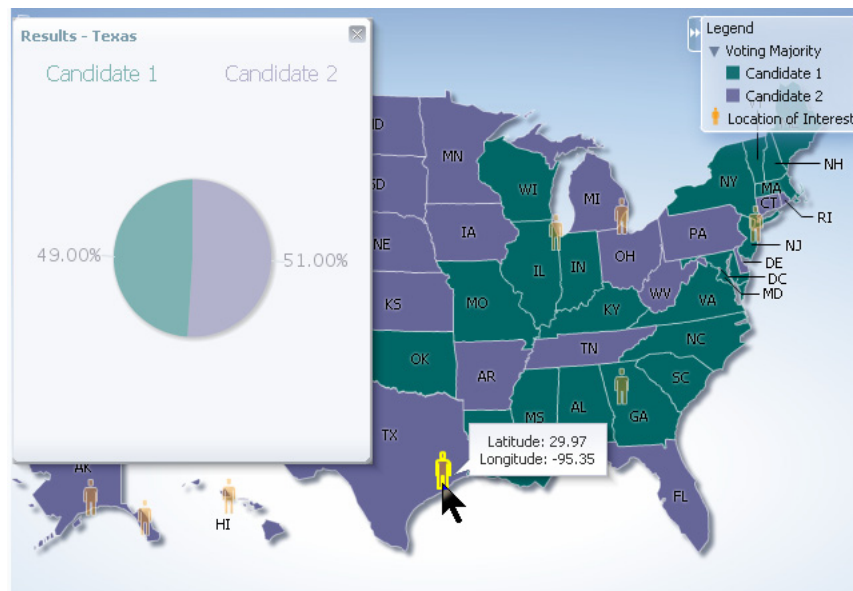 Results - Texas
Candidate 1
Candidate 2
49.00%
51.00%
Legend
Voting Majority
Candidate 1
Candidate 2
Location of Interest
ND
MN
SD
WI
MI
NY
MA
NH
CT
RI
IA
PA
NE
OH
NJ
IL
IN
DE
DC
MD
KS
MO
WV
VA
KY
NC
TN
OK
AR
SC
MS
AL
GA
TX
Latitude: 29.97
Longitude: -95.35
AK
FL
HI